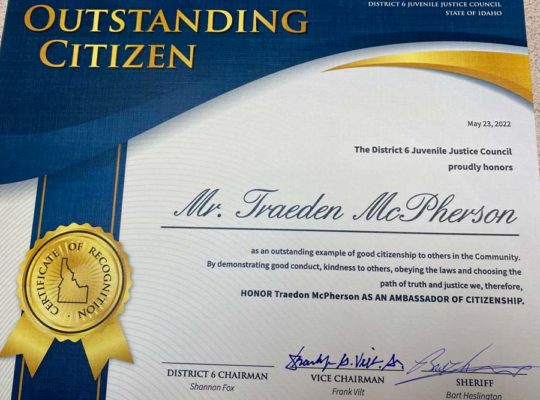 OUTSTANDING
CITIZEN
DISTRICT 6 JUVENILE JUSTICE COUNCIL
STATE OF IDAHO
May 23, 2022
The District 6 Juvenile Justice Council
proudly honors
Mr. Traeden McPherson
as an outstanding example of good citizenship to others in the Community.
By demonstrating good conduct, kindness to others, obeying the laws and choosing the
path of truth and justice we, therefore,
HONOR Traedon McPherson AS AN AMBASSADOR OF CITIZENSHIP.
CERTIFICATE OF RECOGNITION
DISTRICT 6 CHAIRMAN
Shannon Fox
VICE CHAIRMAN
Frank Vilt
SHERIFF
Bart Heslington